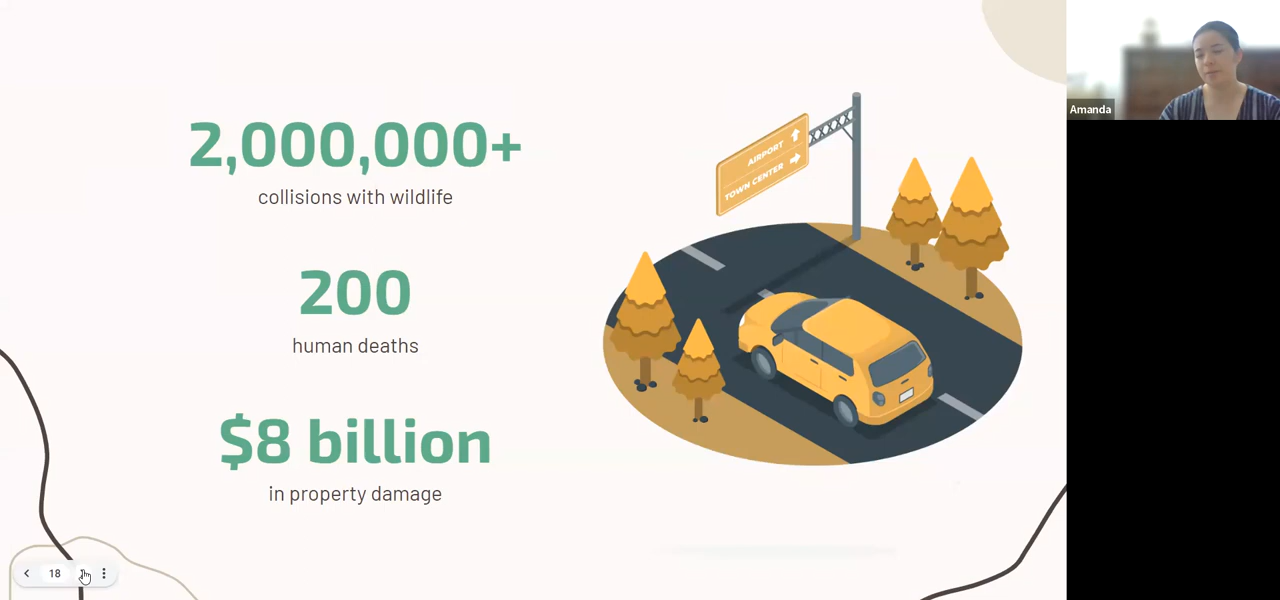 2,000,000+
collisions with wildlife
200
human deaths
$8 billion
in property damage
AIRPORT
TOWN CENTER
Amanda
18